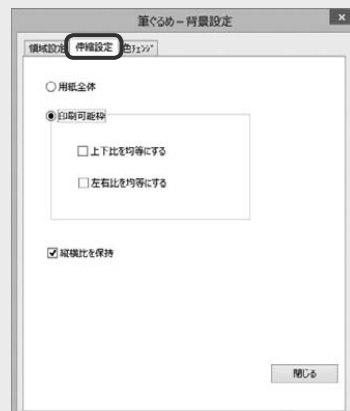 筆ぐるめ－背景設定
領域設定 伸縮設定 色ﾁｪﾝｼﾞ
用紙全体
印刷可能枠
上下比を均等にする
左右比を均等にする
縦横比を保持
閉じる